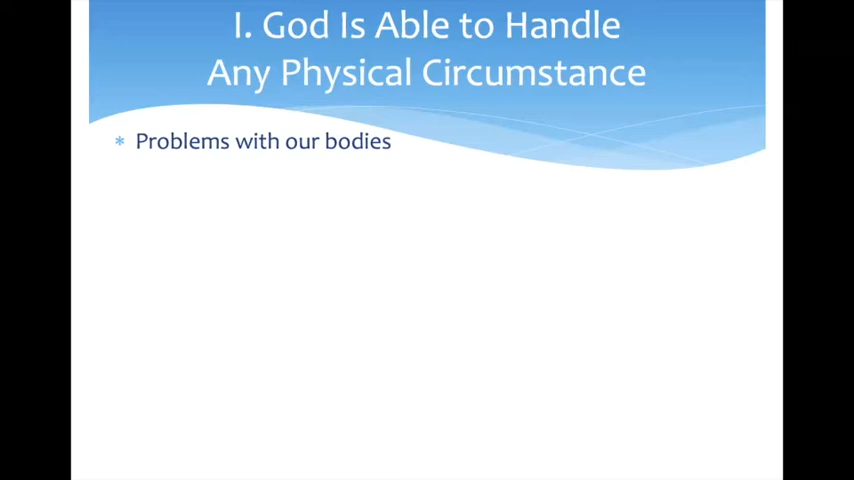 I. God Is Able to Handle
Any Physical Circumstance
* Problems with our bodies